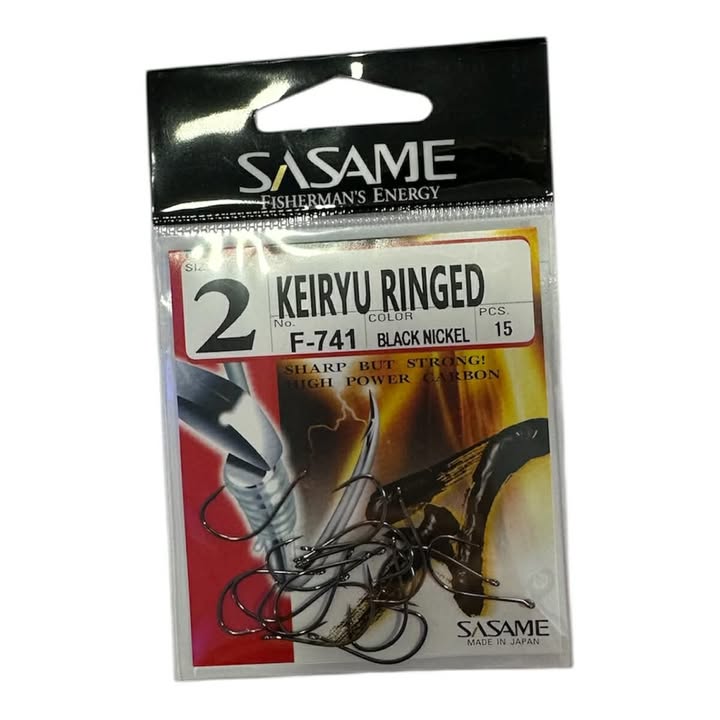 SASAME
FISHERMAN'S ENERGY
SIZE
2
KEIRYU RINGED
No.
F-741
COLOR
BLACK NICKEL
PCS.
15
SHARP BUT STRONG!
HIGH POWER CARBON
SASAME
MADE IN JAPAN